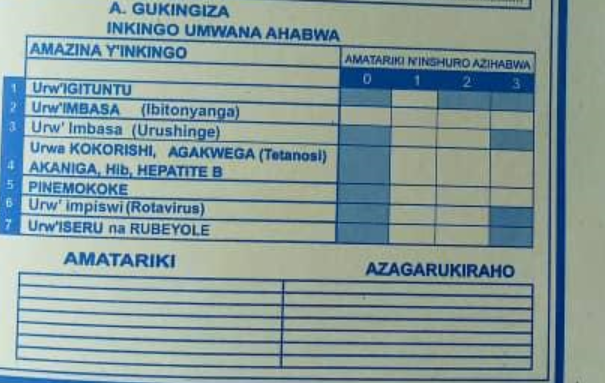 A. GUKINGIZA
INKINGO UMWANA AHABWA
AMAZINA Y'INKINGO
AMATARIKI N'INSHURO AZIHABWA
0 1 2 3
1 Urw'IGITUNTU
2 Urw'IMBASA (Ibitonyanga)
3 Urw' Imbasa (Urushinge)
Urwa KOKORISHI, AGAKWEGA (Tetanosi)
4 AKANIGA, Hib, HEPATITE B
5 PINEMOKOKE
6 Urw' impiswi (Rotavirus)
7 Urw'ISERU na RUBEYOLE
AMATARIKI
AZAGARUKIRAHO